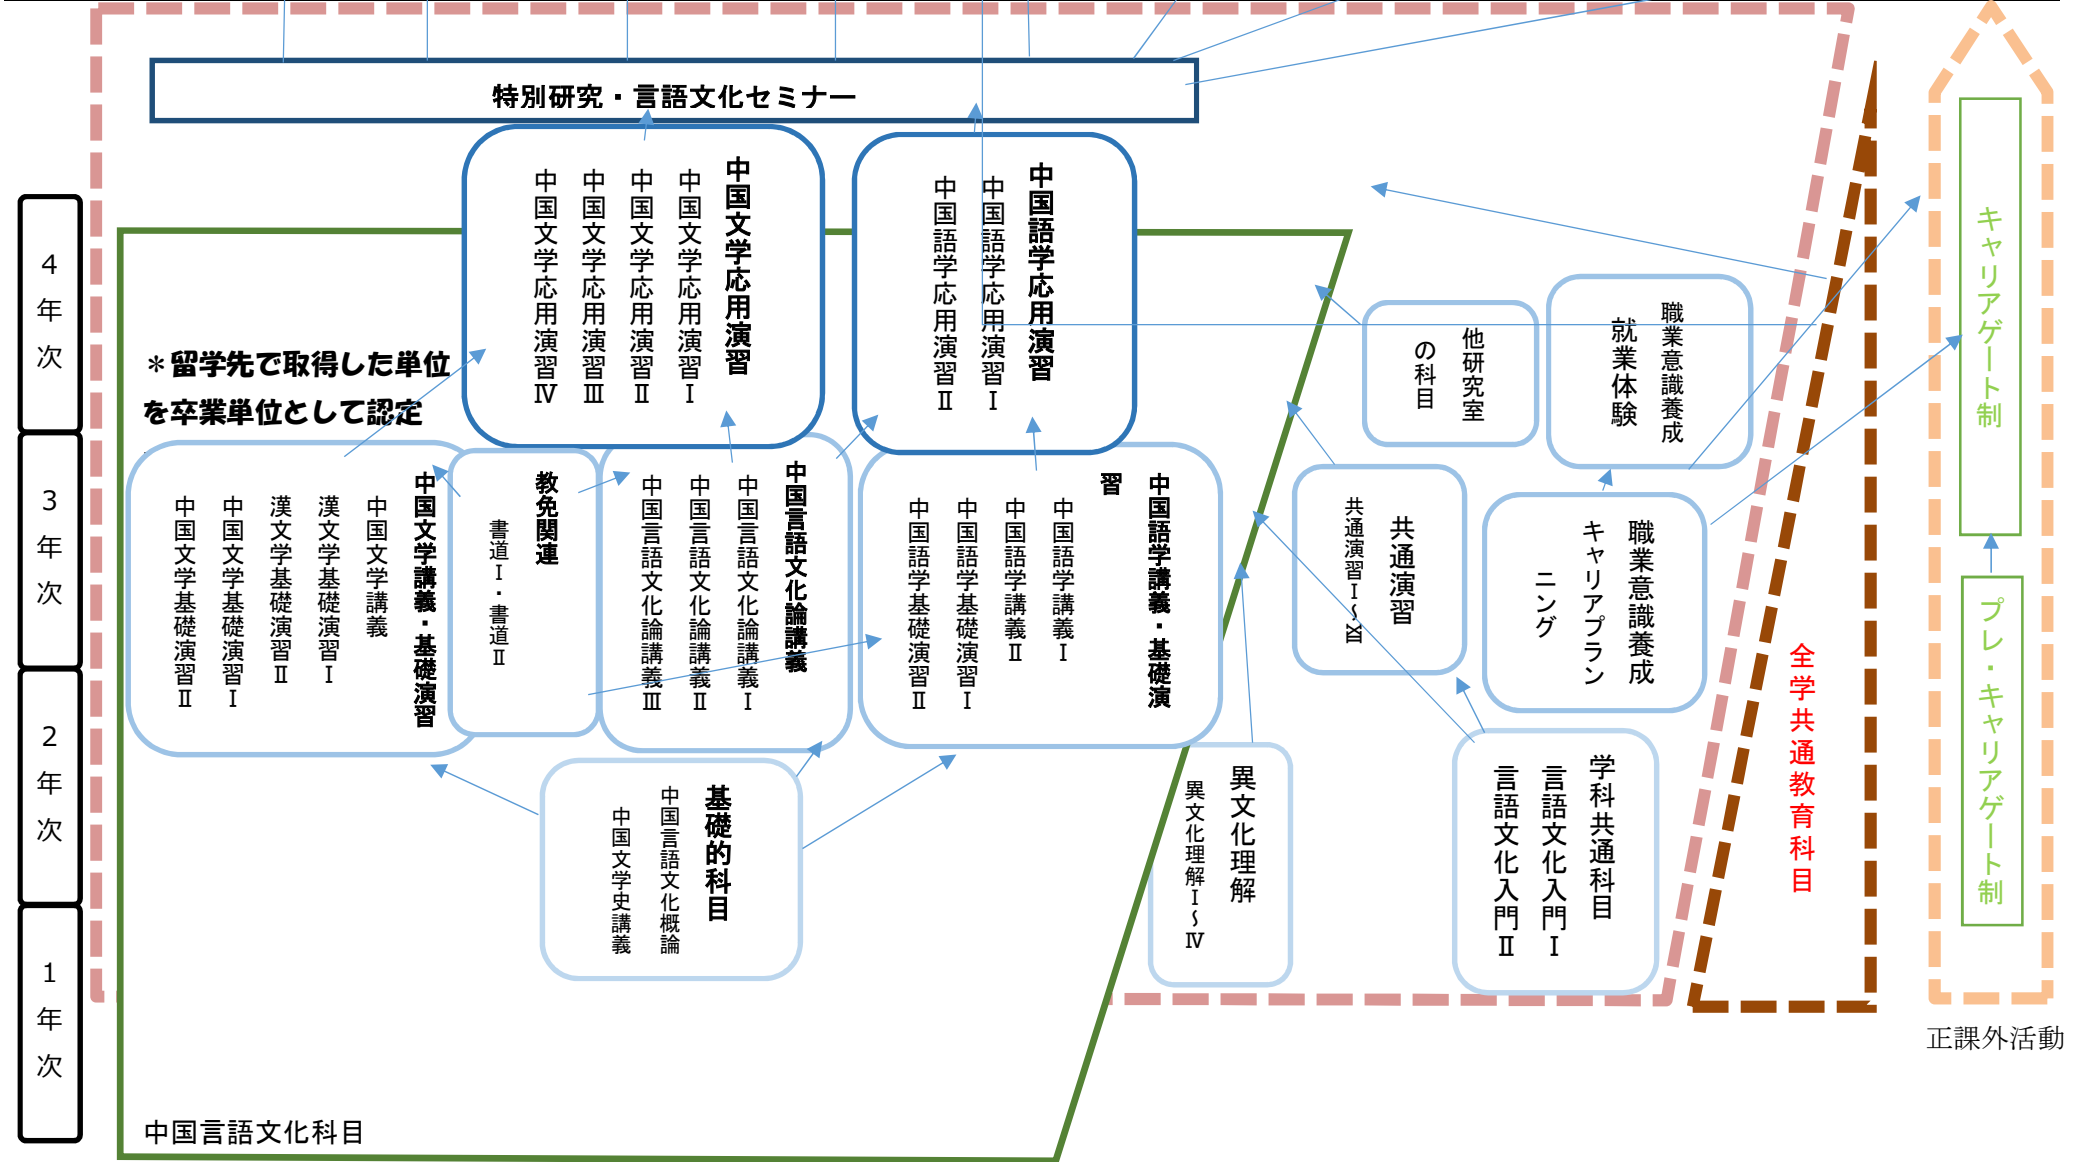 特別研究・言語文化セミナー
4年次
3年次
2年次
1年次
＊留学先で取得した単位
を卒業単位として認定
中国文学応用演習
中国文学応用演習Ⅰ
中国文学応用演習Ⅱ
中国文学応用演習Ⅲ
中国文学応用演習Ⅳ
中国語学応用演習
中国語学応用演習Ⅰ
中国語学応用演習Ⅱ
中国文学講義・基礎演習
中国文学講義
漢文学基礎演習Ⅰ
漢文学基礎演習Ⅱ
中国文学基礎演習Ⅰ
中国文学基礎演習Ⅱ
教免関連
書道Ⅰ・書道Ⅱ
中国言語文化論講義
中国言語文化論講義Ⅰ
中国言語文化論講義Ⅱ
中国言語文化論講義Ⅲ
中国語学講義・基礎演
習
中国語学講義Ⅰ
中国語学講義Ⅱ
中国語学基礎演習Ⅰ
中国語学基礎演習Ⅱ
基礎的科目
中国言語文化概論
中国文学史講義
他研究室
の科目
職業意識養成
就業体験
共通演習
共通演習Ⅰ～Ⅸ
職業意識養成
キャリアプラン
ニング
異文化理解
異文化理解Ⅰ～Ⅳ
学科共通科目
言語文化入門Ⅰ
言語文化入門Ⅱ
全学共通教育科目
キャリアゲート制
プレ・キャリアゲート制
正課外活動
中国言語文化科目